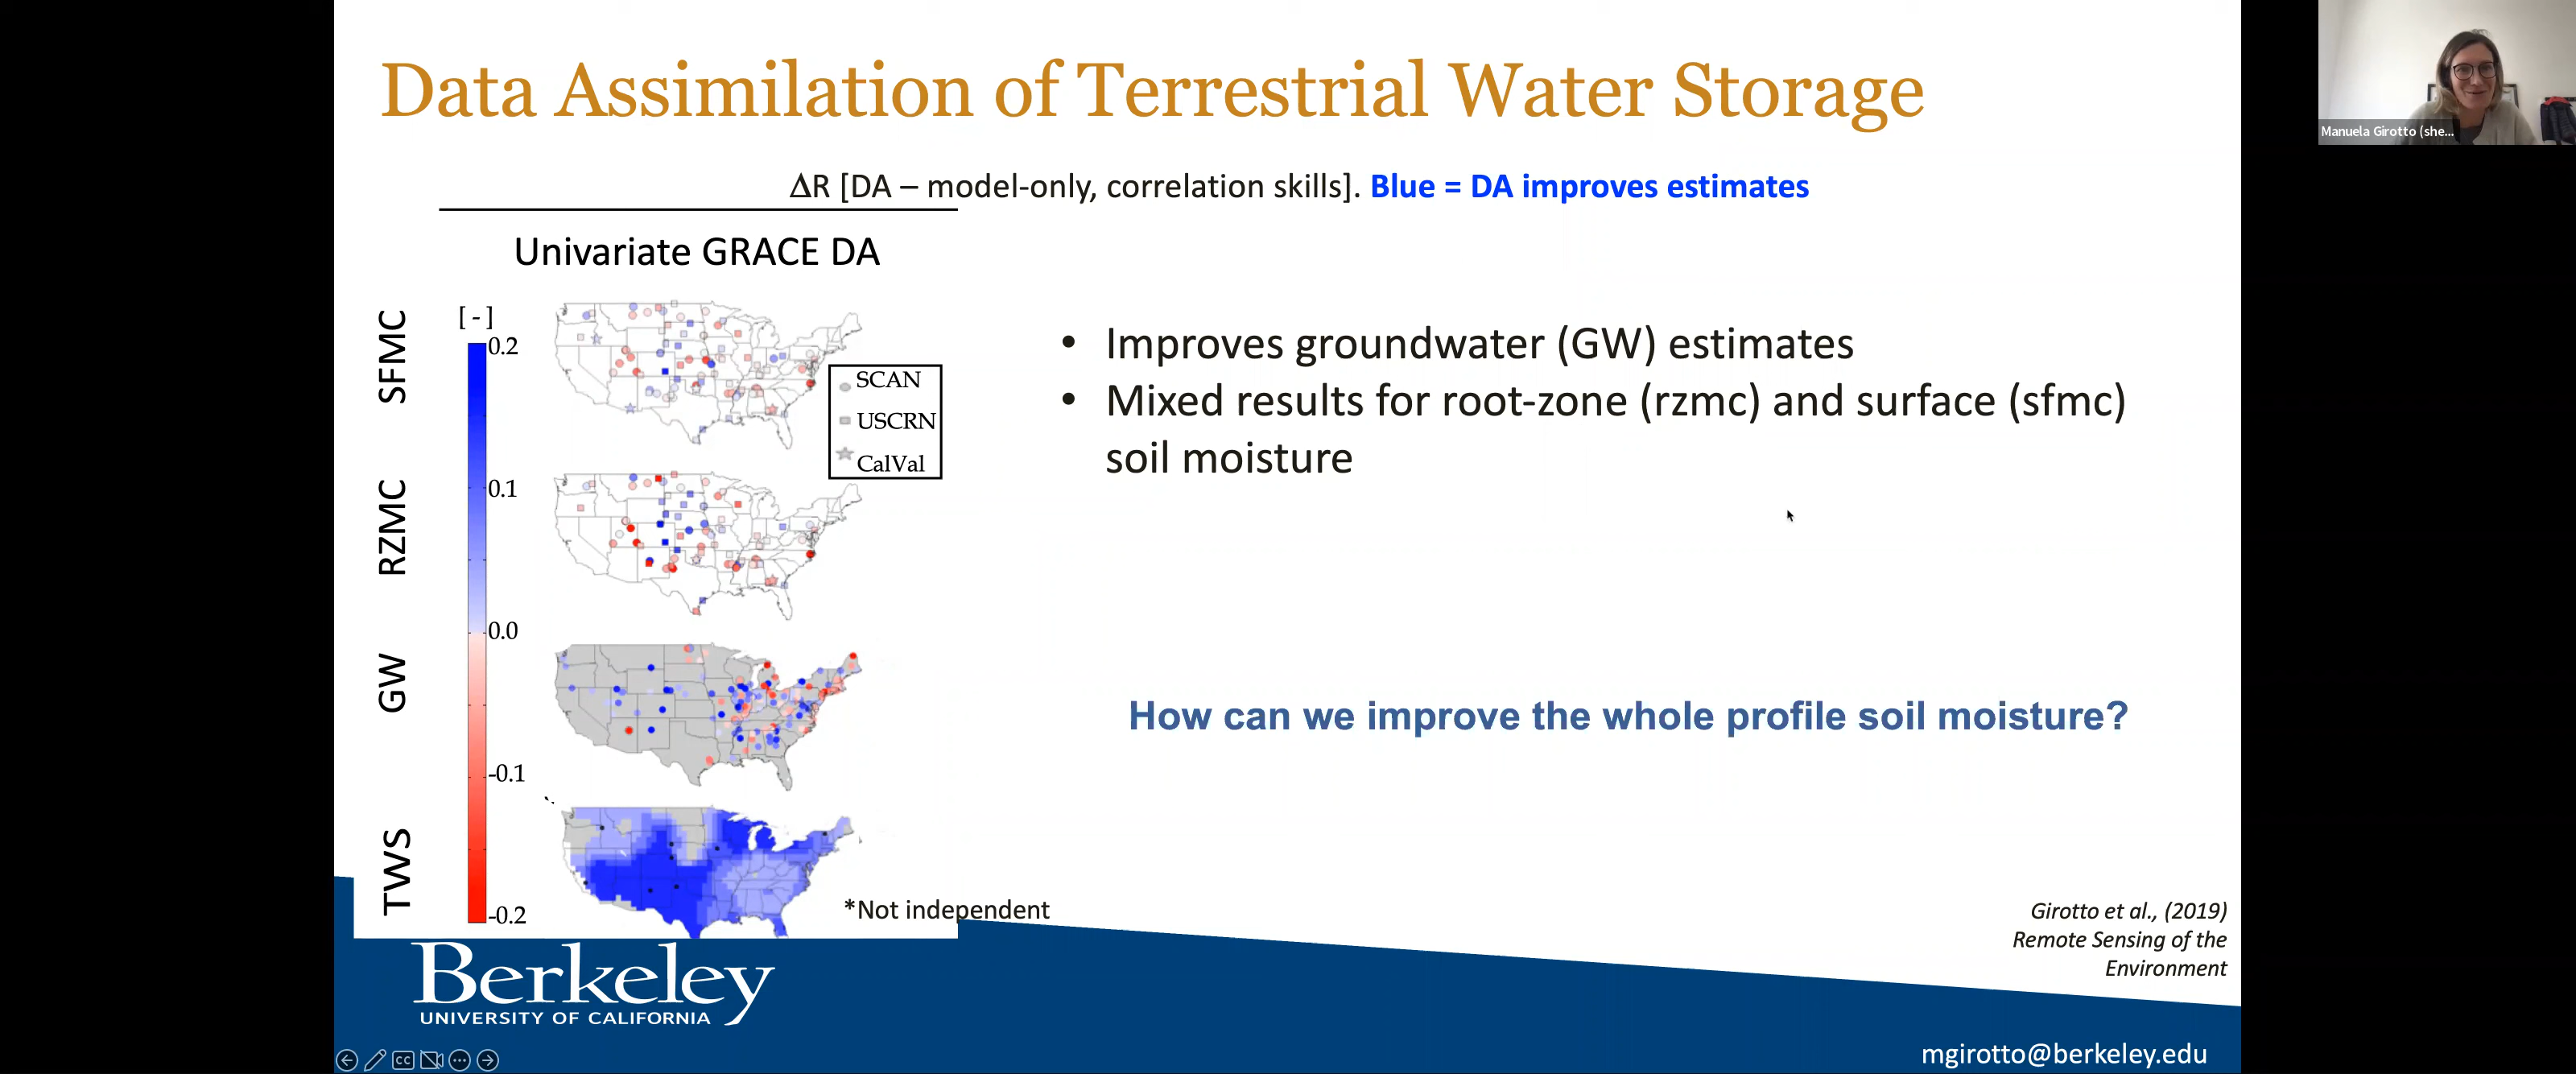 Data Assimilation of Terrestrial Water Storage
Manuela Girotto (she...
ΔR [DA – model-only, correlation skills]. Blue = DA improves estimates
Univariate GRACE DA
SFMC
RZMC
GW
TWS
[ - ]
0.2
0.1
0.0
-0.1
-0.2
SCAN
USCRN
CalVal
• Improves groundwater (GW) estimates
• Mixed results for root-zone (rzmc) and surface (sfmc)
soil moisture
How can we improve the whole profile soil moisture?
*Not independent
Girotto et al., (2019)
Remote Sensing of the
Environment
Berkeley
UNIVERSITY OF CALIFORNIA
mgirotto@berkeley.edu
CC